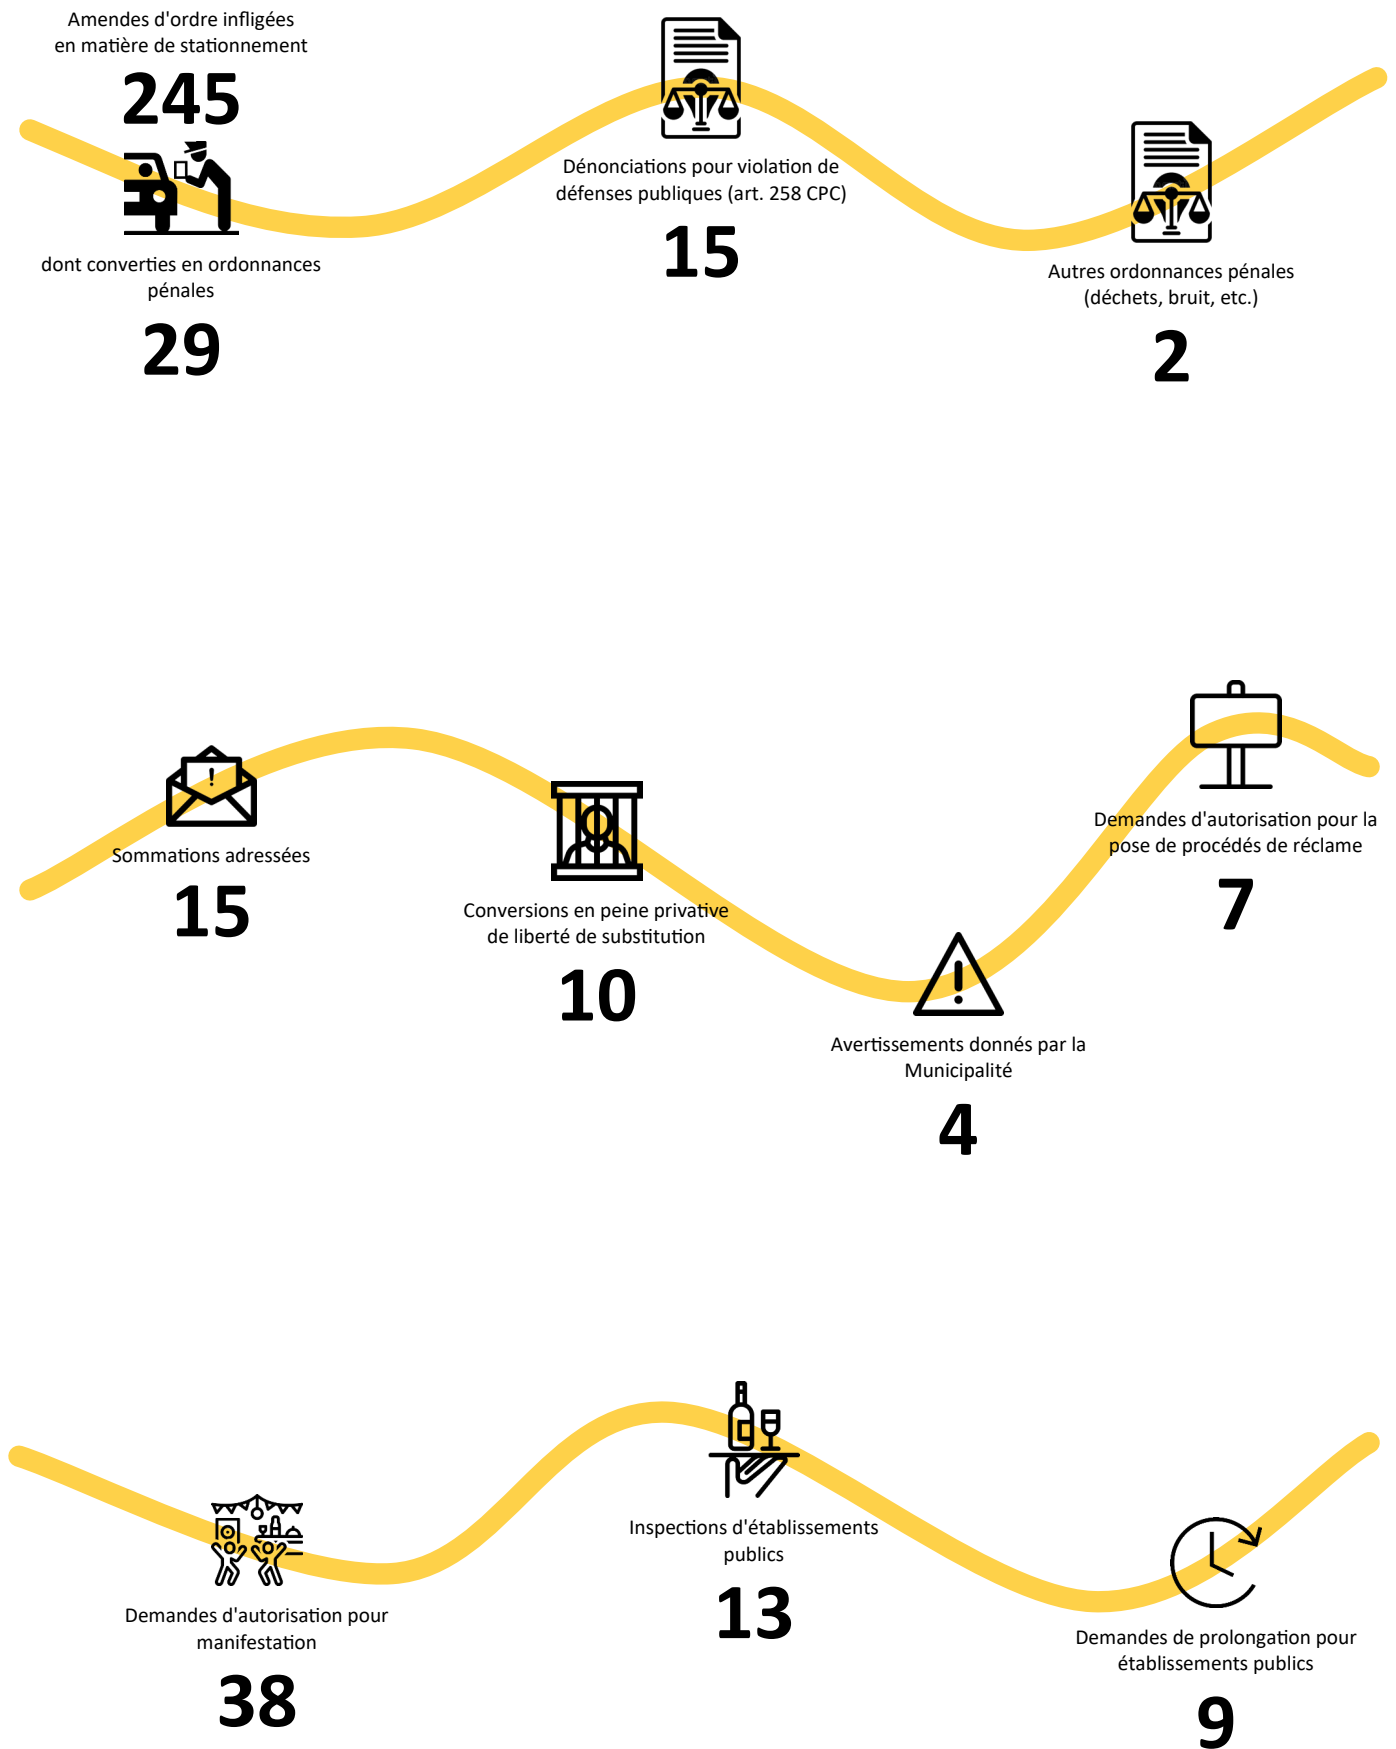 Amendes d'ordre infligées
en matière de stationnement
245
dont converties en ordonnances
pénales
29
Dénonciations pour violation de
défenses publiques (art. 258 CPC)
15
Autres ordonnances pénales
(déchets, bruit, etc.)
2
Sommations adressées
15
Conversions en peine privative
de liberté de substitution
10
Avertissements donnés par la
Municipalité
4
Demandes d'autorisation pour la
pose de procédés de réclame
7
Demandes d'autorisation pour
manifestation
38
Inspections d'établissements
publics
13
Demandes de prolongation pour
établissements publics
9